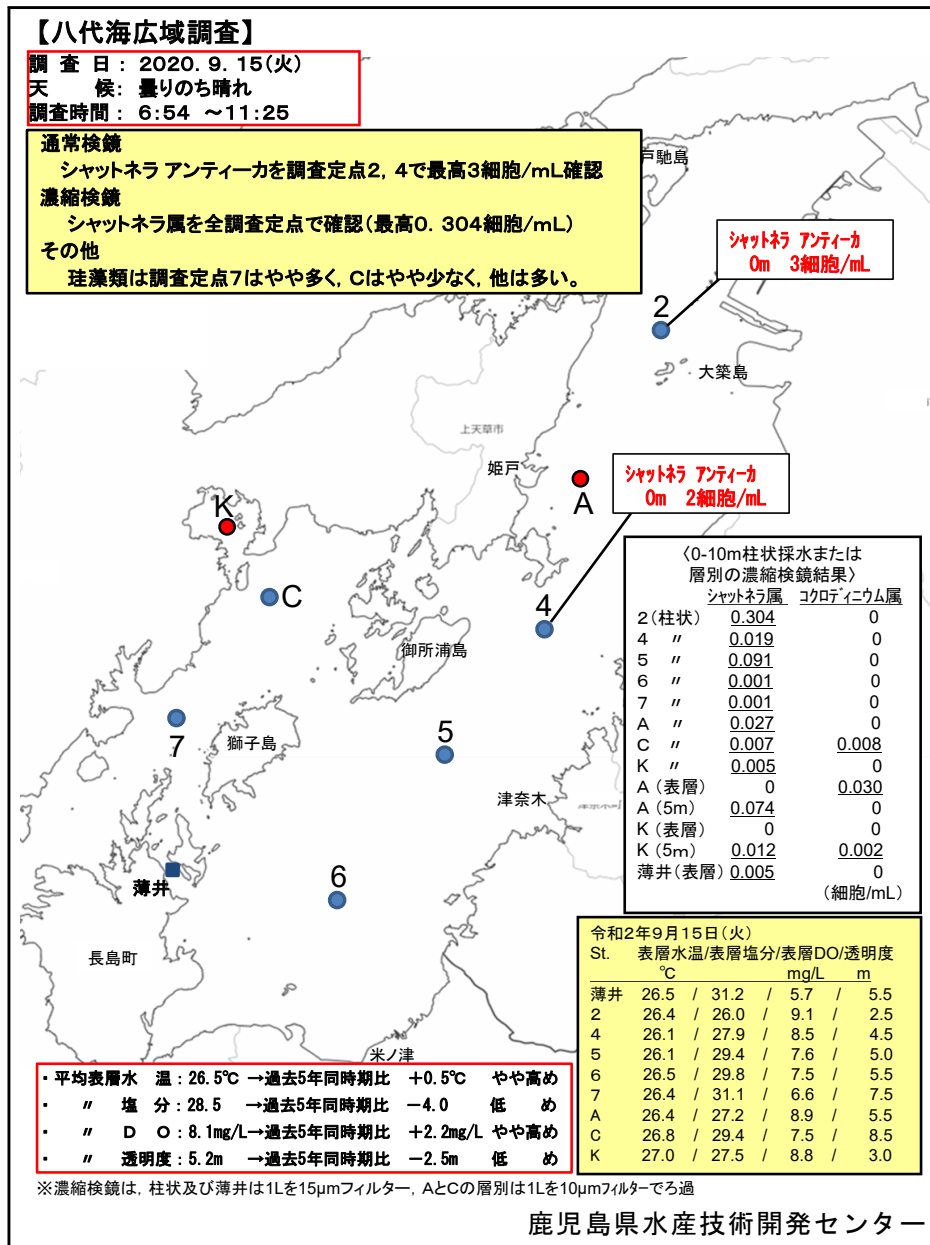 【八代海広域調査】
調 査 日： 2020．9．15(火)
天　　候： 曇りのち晴れ
調査時間： 6：54 ～11：25
通常検鏡
シャットネラ アンティーカを調査定点2，4で最高3細胞/mL確認
濃縮検鏡
シャットネラ属を全調査定点で確認(最高0．304細胞/mL)
その他
珪藻類は調査定点7はやや多く，Cはやや少なく，他は多い。
戸馳島
シャットネラ アンティーカ
0m　3細胞/mL
2
大築島
上天草市
姫戸
シャットネラ アンティーカ
0m　2細胞/mL
A
K
C
4
御所浦島
7
獅子島
5
津奈木
薄井
6
長島町
米ノ津
〈0-10m柱状採水または
層別の濃縮検鏡結果〉
シャットネラ属 コクロディニウム属
2(柱状) 0.304 0
4 〃 0.019 0
5 〃 0.091 0
6 〃 0.001 0
7 〃 0.001 0
A 〃 0.027 0
C 〃 0.007 0.008
K 〃 0.005 0
A (表層) 0 0.030
A (5m) 0.074 0
K (表層) 0 0
K (5m) 0.012 0.002
薄井(表層) 0.005 0
(細胞/mL)
令和2年9月15日(火)
St. 表層水温/表層塩分/表層DO/透明度
℃ mg/L m
薄井 26.5 / 31.2 / 5.7 / 5.5
2 26.4 / 26.0 / 9.1 / 2.5
4 26.1 / 27.9 / 8.5 / 4.5
5 26.1 / 29.4 / 7.6 / 5.0
6 26.5 / 29.8 / 7.5 / 5.5
7 26.4 / 31.1 / 6.6 / 7.5
A 26.4 / 27.2 / 8.9 / 5.5
C 26.8 / 29.4 / 7.5 / 8.5
K 27.0 / 27.5 / 8.8 / 3.0
・平均表層水　温：26.5℃ →過去5年同時期比　+0.5℃　やや高め
・　〃　塩 分：28.5　→過去5年同時期比　－4.0　低　め
・　〃　D O：8.1mg/L→過去5年同時期比　+2.2mg/L やや高め
・　〃　透明度：5.2m　→過去5年同時期比　－2.5m　低　め
※濃縮検鏡は，柱状及び薄井は1Lを15μmフィルター，AとCの層別は1Lを10μmフィルターでろ過
鹿児島県水産技術開発センター